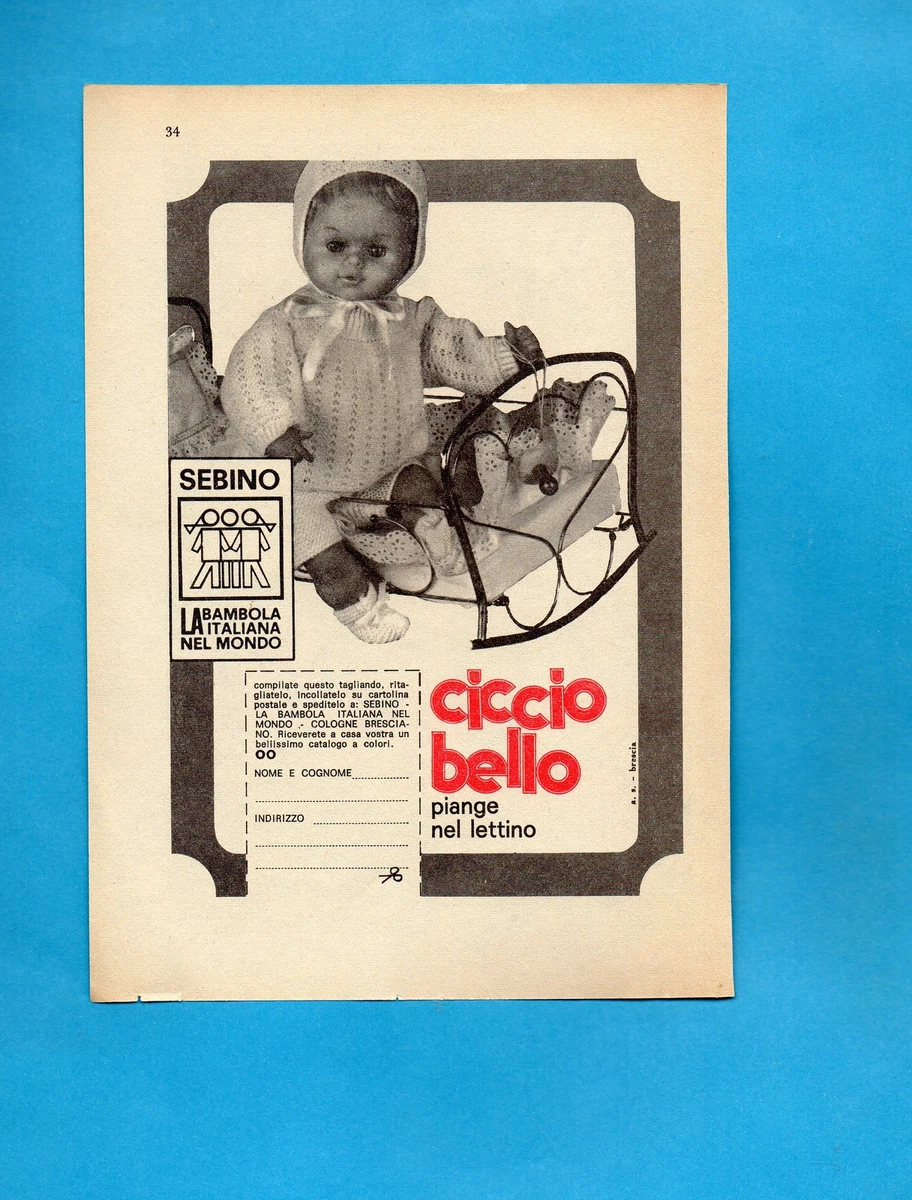 34
SEBINO
LA BAMBOLA
ITALIANA
NEL MONDO
compilate questo tagliando, rita-
gliatelo, incollatelo su cartolina
postale e speditelo a: SEBINO -
LA BAMBOLA ITALIANA NEL
MONDO - COLOGNE BRESCIA-
NO. Riceverete a casa vostra un
bellissimo catalogo a colori.
OO
NOME E COGNOME
INDIRIZZO
ciccio
bello
piange
nel lettino
a. s. - brescia